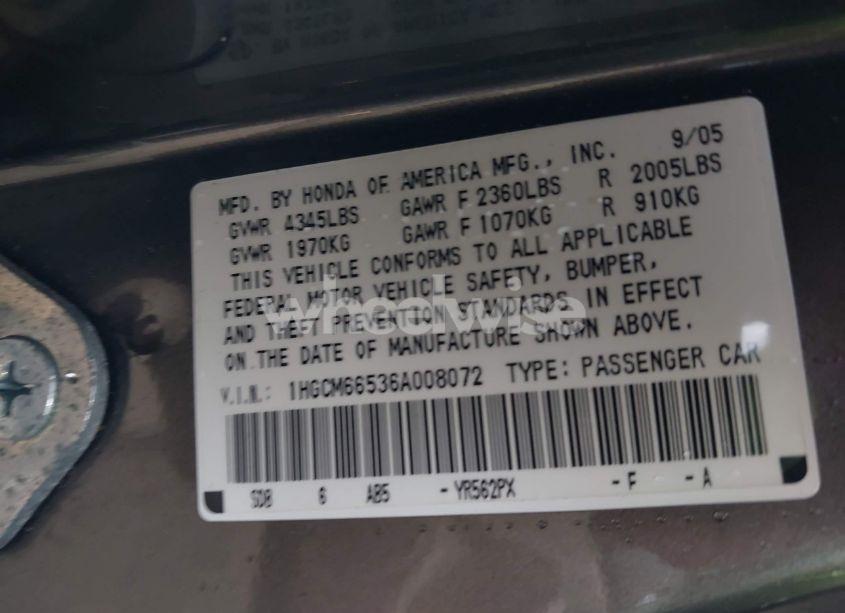 MFD. BY HONDA OF AMERICA MFG., INC. 9/05
GVWR 4345LBS GAWR F 2360LBS R 2005LBS
GVWR 1970KG GAWR F 1070KG R 910KG
THIS VEHICLE CONFORMS TO ALL APPLICABLE
FEDERAL MOTOR VEHICLE SAFETY, BUMPER,
AND THEFT PREVENTION STANDARDS IN EFFECT
ON THE DATE OF MANUFACTURE SHOWN ABOVE.
V.I.N.: 1HGCM66536A008072 TYPE: PASSENGER CAR
SDB 6 AB5 -YR562PX -F -A
wheelwise